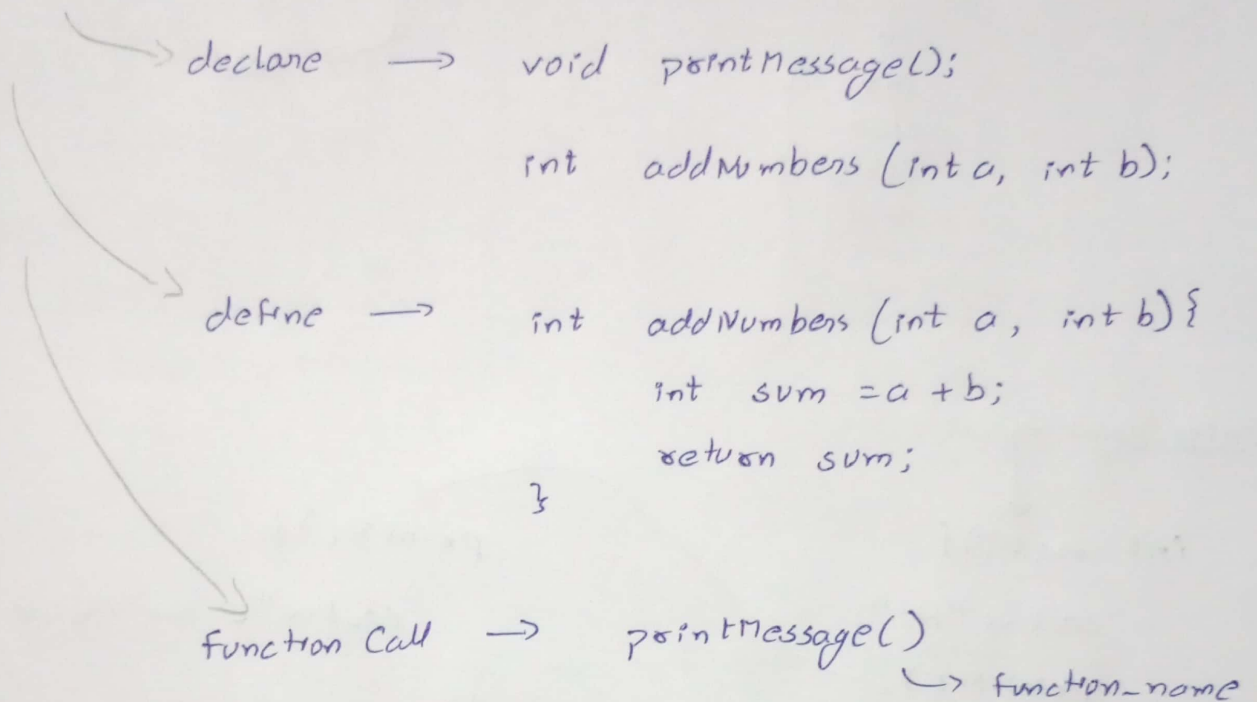 declare → void printMessage();
int addNumbers (int a, int b);
define → int addNumbers (int a, int b) {
int sum = a + b;
return sum;
}
function Call → printMessage()
↳ function_name